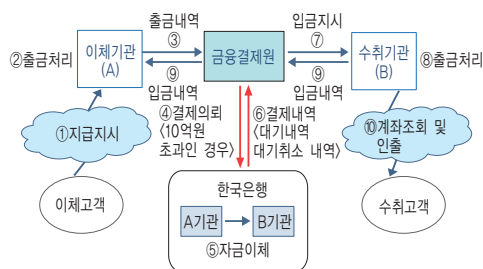 ②출금처리
이체기관
(A)
출금내역
③
⑨
입금내역
금융결제원
입금지시
⑦
⑨
입금내역
수취기관
(B)
⑧출금처리
④결제의뢰
〈10억원
초과인 경우〉
⑥결제내역
〈대기내역
대기취소 내역〉
①지급지시
⑩계좌조회 및
인출
이체고객
한국은행
A기관
B기관
⑤자금이체
수취고객